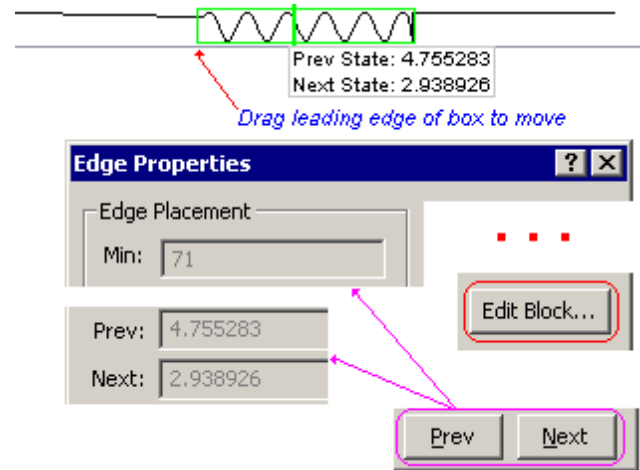 Prev State: 4.755283
Next State: 2.938926
Drag leading edge of box to move
Edge Properties
Edge Placement
Min: 71
Edit Block...
Prev: 4.755283
Next: 2.938926
Prev Next